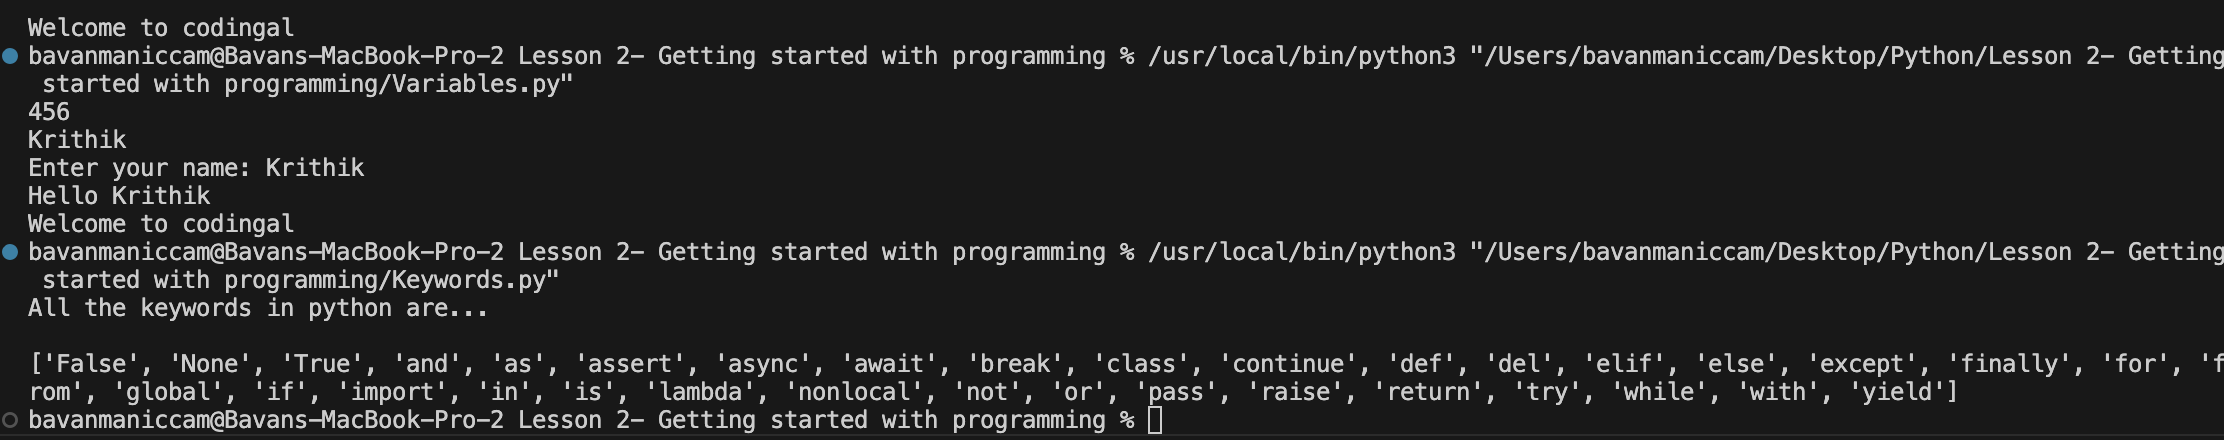 Welcome to codingal
bavanmaniccam@Bavans-MacBook-Pro-2 Lesson 2- Getting started with programming % /usr/local/bin/python3 "/Users/bavanmaniccam/Desktop/Python/Lesson 2- Getting
started with programming/Variables.py"
456
Krithik
Enter your name: Krithik
Hello Krithik
Welcome to codingal
bavanmaniccam@Bavans-MacBook-Pro-2 Lesson 2- Getting started with programming % /usr/local/bin/python3 "/Users/bavanmaniccam/Desktop/Python/Lesson 2- Getting
started with programming/Keywords.py"
All the keywords in python are...
['False', 'None', 'True', 'and', 'as', 'assert', 'async', 'await', 'break', 'class', 'continue', 'def', 'del', 'elif', 'else', 'except', 'finally', 'for', 'f
rom', 'global', 'if', 'import', 'in', 'is', 'lambda', 'nonlocal', 'not', 'or', 'pass', 'raise', 'return', 'try', 'while', 'with', 'yield']
bavanmaniccam@Bavans-MacBook-Pro-2 Lesson 2- Getting started with programming %